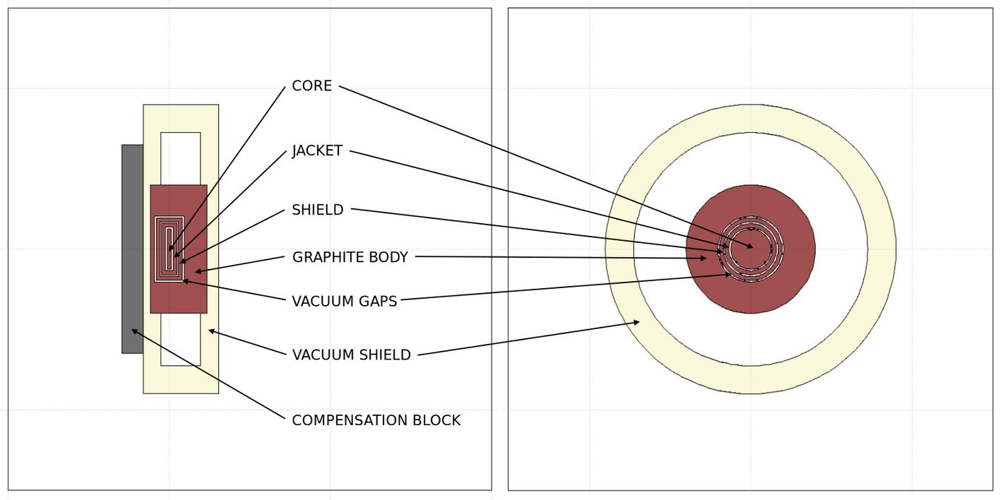 CORE
JACKET
SHIELD
GRAPHITE BODY
VACUUM GAPS
VACUUM SHIELD
COMPENSATION BLOCK